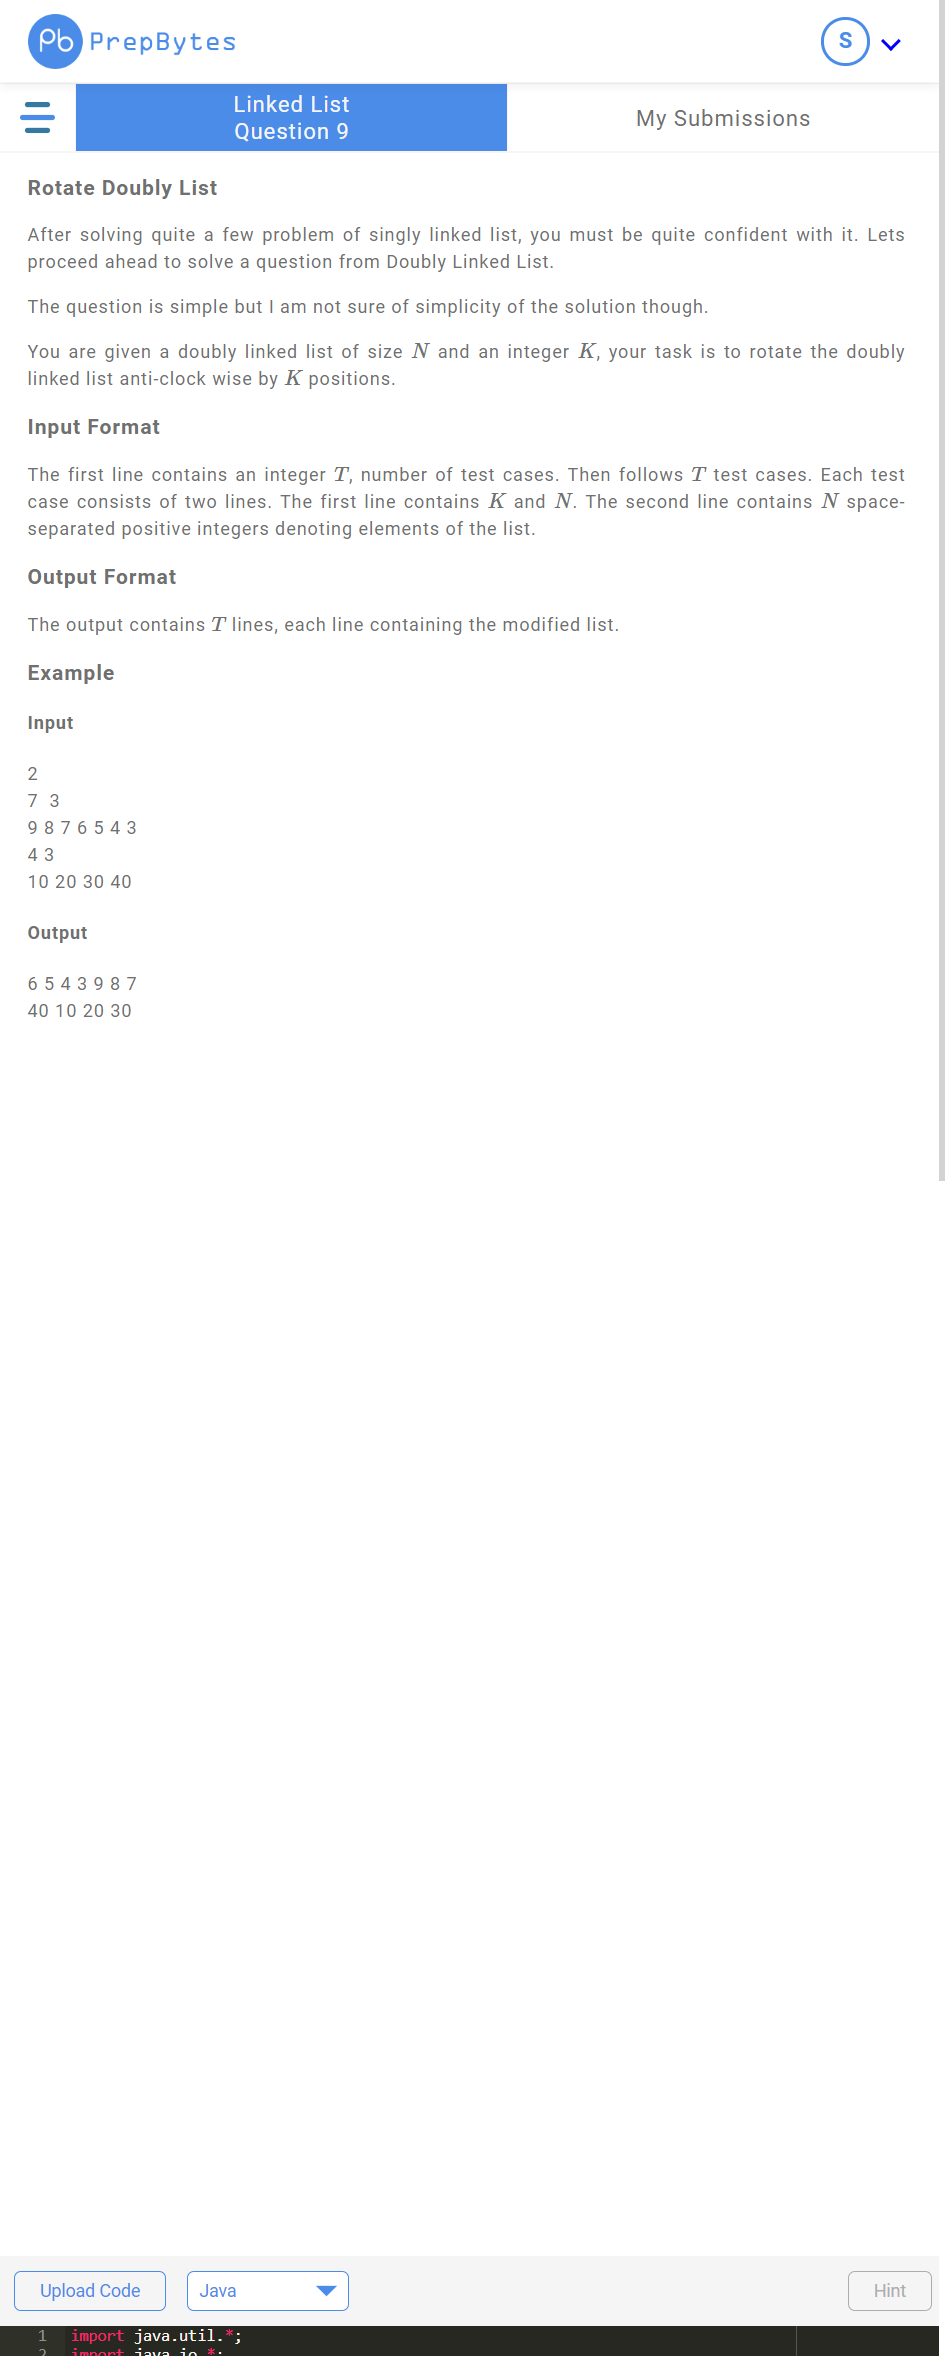 Pb PrepBytes
S
Linked List
Question 9
My Submissions
Rotate Doubly List
After solving quite a few problem of singly linked list, you must be quite confident with it. Lets
proceed ahead to solve a question from Doubly Linked List.
The question is simple but I am not sure of simplicity of the solution though.
You are given a doubly linked list of size N and an integer K, your task is to rotate the doubly
linked list anti-clock wise by K positions.
Input Format
The first line contains an integer T, number of test cases. Then follows T test cases. Each test
case consists of two lines. The first line contains K and N. The second line contains N space-
separated positive integers denoting elements of the list.
Output Format
The output contains T lines, each line containing the modified list.
Example
Input
2
7 3
9 8 7 6 5 4 3
4 3
10 20 30 40
Output
6 5 4 3 9 8 7
40 10 20 30
Upload Code
Java
Hint
1 import java.util.*;
2 import java.io.*;